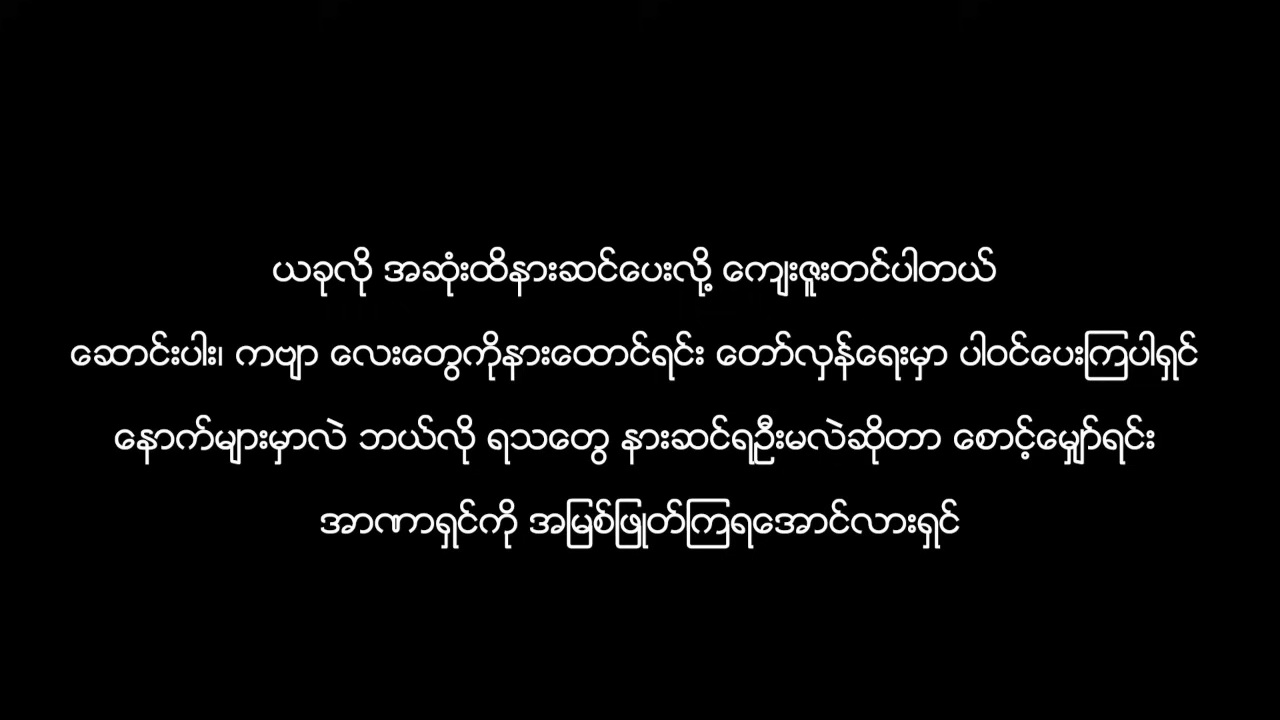 ယခုလို အဆုံးထိနားဆင်ပေးလို့ ကျေးဇူးတင်ပါတယ်
ဆောင်းပါး၊ ကဗျာ လေးတွေကိုနားထောင်ရင်း တော်လှန်ရေးမှာ ပါဝင်ပေးကြပါရှင်
နောက်များမှာလဲ ဘယ်လို ရသတွေ နားဆင်ရဦးမလဲဆိုတာ စောင့်မျှော်ရင်း
အာဏာရှင်ကို အမြစ်ဖြုတ်ကြရအောင်လားရှင်